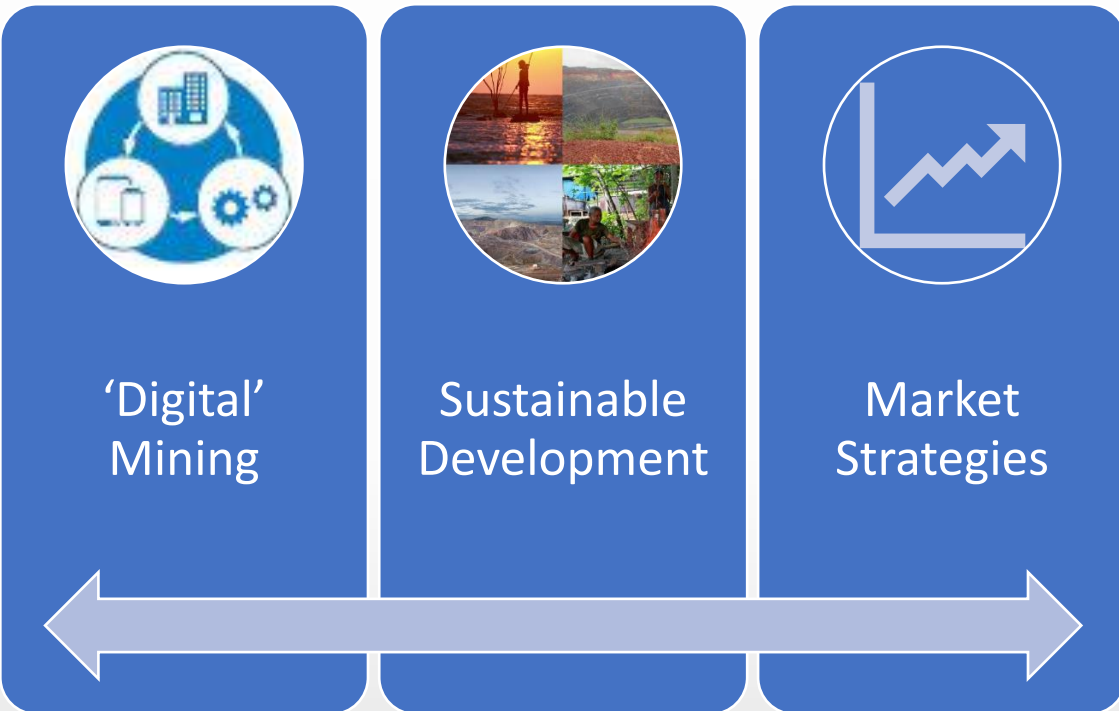 ‘Digital’
Mining
Sustainable
Development
Market
Strategies